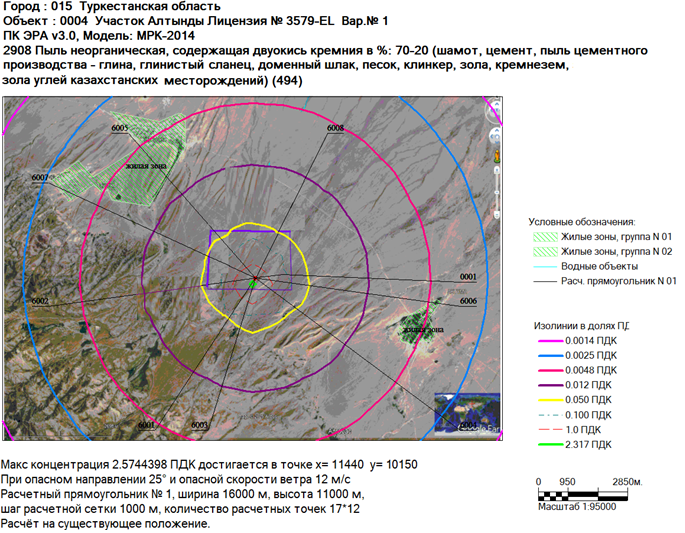 Город : 015 Туркестанская область
Объект : 0004 Участок Алтынды Лицензия № 3579-EL Вар.№ 1
ПК ЭРА v3.0, Модель: МРК-2014
2908 Пыль неорганическая, содержащая двуокись кремния в %: 70-20 (шамот, цемент, пыль цементного
производства - глина, глинистый сланец, доменный шлак, песок, клинкер, зола, кремнезем,
зола углей казахстанских месторождений) (494)
6005
6008
жилая зона
6007
0001
6002
6006
жилая зона
6001
6003
6004
Google Ear
Условные обозначения:
Жилые зоны, группа N 01
Жилые зоны, группа N 02
Водные объекты
Расч. прямоугольник N 01
Изолинии в долях ПД
0.0014 ПДК
0.0025 ПДК
0.0048 ПДК
0.012 ПДК
0.050 ПДК
0.100 ПДК
1.0 ПДК
2.317 ПДК
Макс концентрация 2.5744398 ПДК достигается в точке x= 11440 y= 10150
При опасном направлении 25° и опасной скорости ветра 12 м/с
Расчетный прямоугольник № 1, ширина 16000 м, высота 11000 м,
шаг расчетной сетки 1000 м, количество расчетных точек 17*12
Расчёт на существующее положение.
0 950 2850м.
Масштаб 1:95000